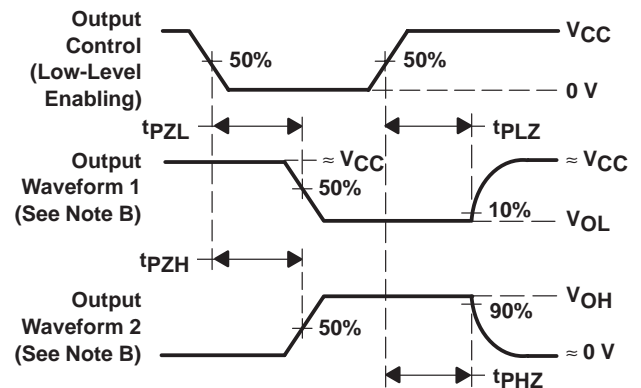 Output
Control
(Low-Level
Enabling)
50%
50%
VCC
0 V
tPZL
tPLZ
Output
Waveform 1
(See Note B)
≈ VCC
50%
≈ VCC
10%
VOL
tPZH
Output
Waveform 2
(See Note B)
50%
VOH
90%
≈ 0 V
tPHZ